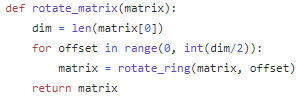 def rotate_matrix(matrix):
    dim = len(matrix[0])
    for offset in range(0, int(dim/2)):
        matrix = rotate_ring(matrix, offset)
    return matrix